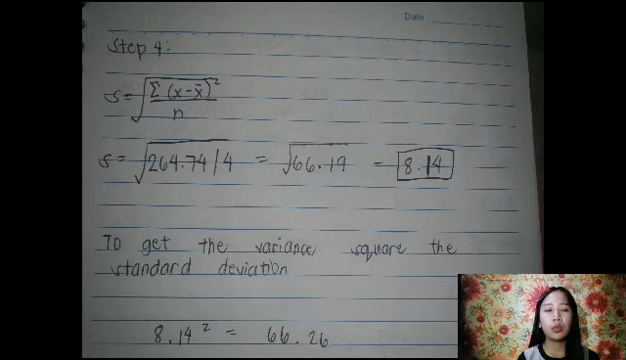 Date:
Step 4:
s = √Σ(x-x̄)²/n
s = √264.74/4 = √66.19 = 8.14
To get the variance square the
standard deviation
8.14² = 66.26